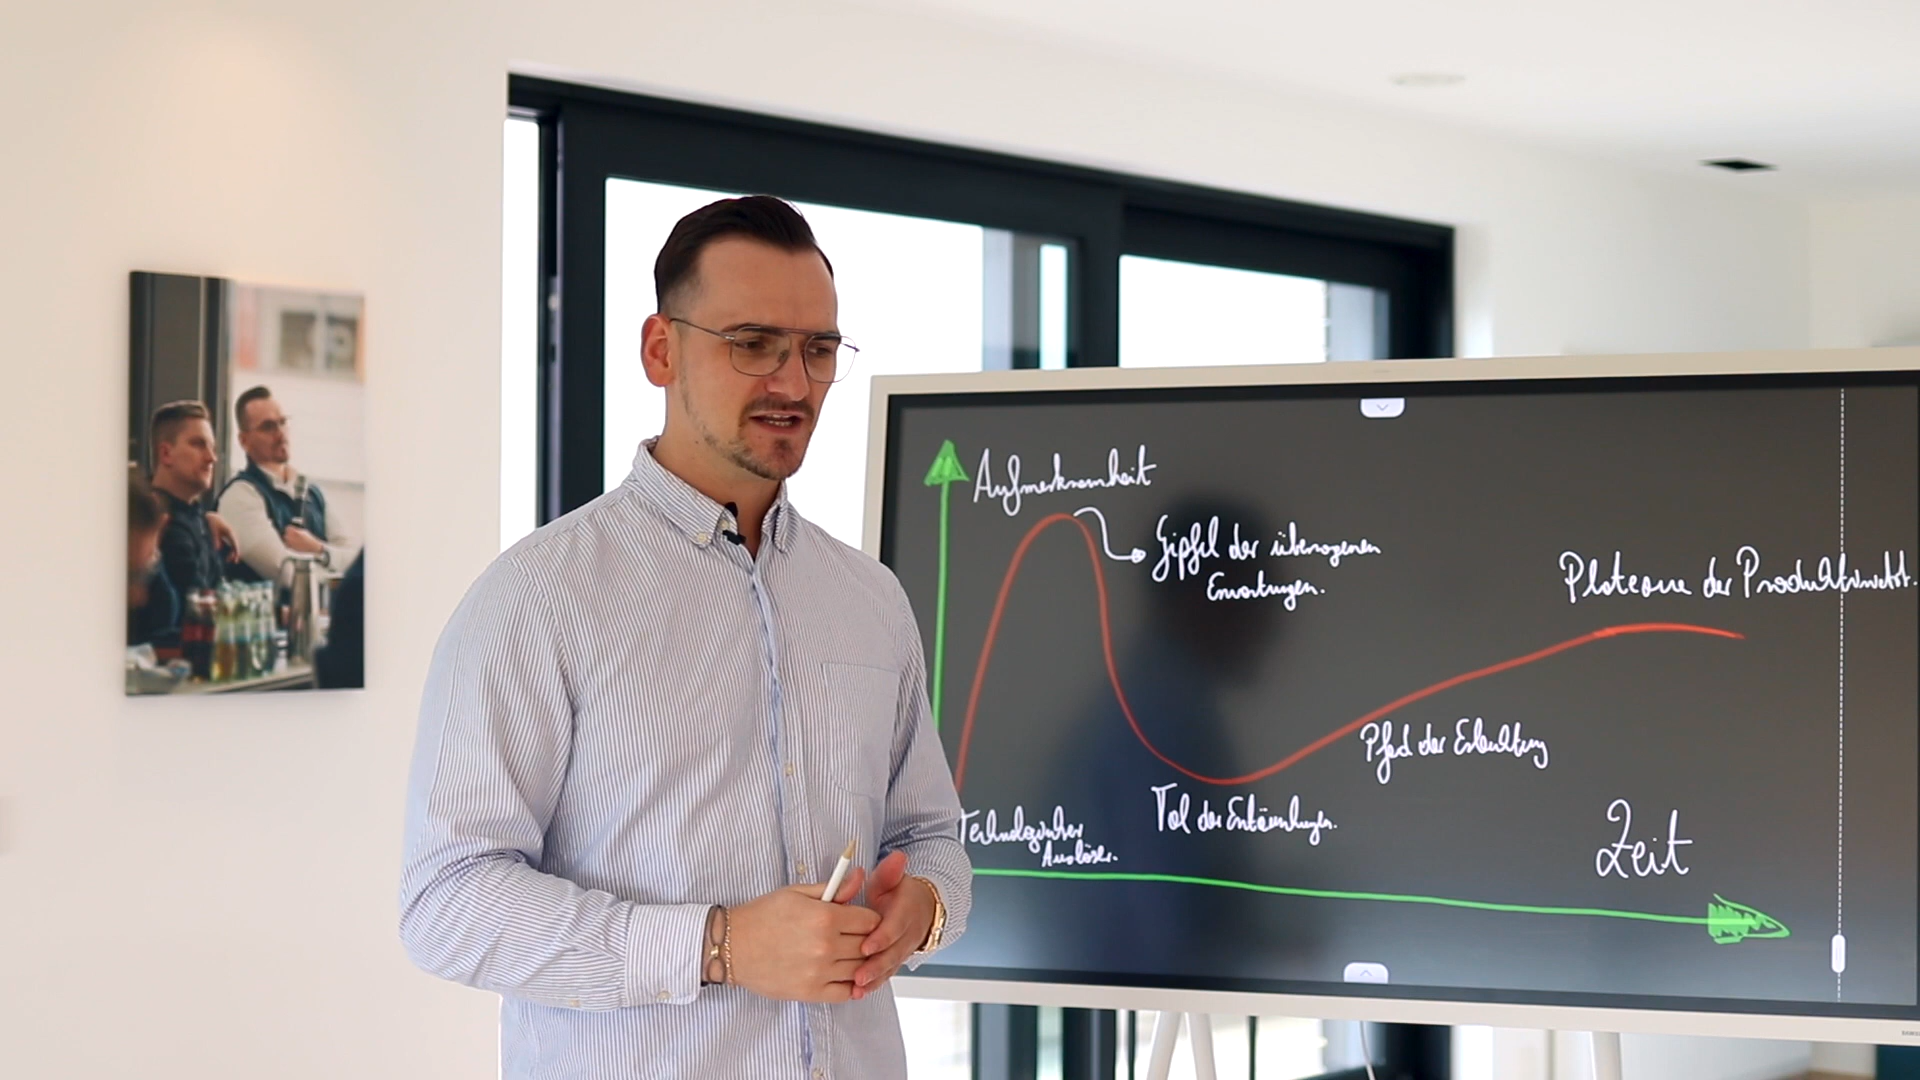 Aufmerksamkeit
Gipfel der überzogenen
Erwartungen.
Plateau der Produktivität.
Pfad der Erleuchtung
Tal der Enttäuschungen.
Technologischer
Auslöser.
Zeit